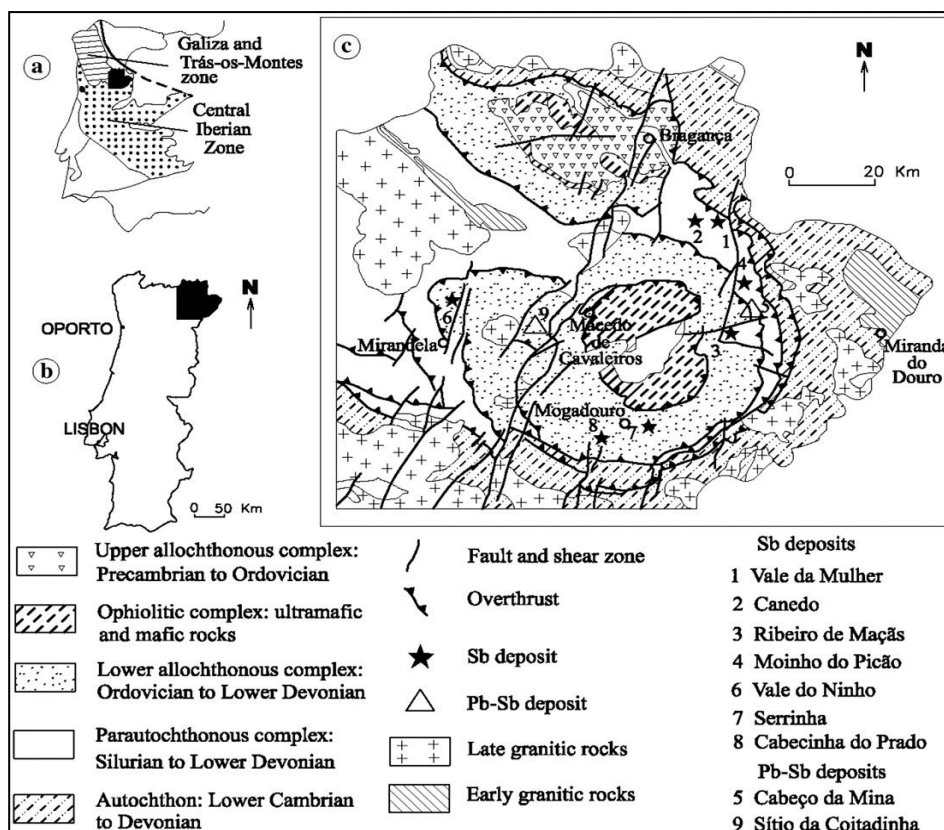 a
Galiza and
Trás-os-Montes
zone
Central
Iberian
Zone
b
N
OPORTO
LISBON
0 50 Km
c
N
0 20 Km
Bragança
2
1
4
5
3
6
9
Mirandela
Macedo
de
Cavaleiros
Miranda
do
Douro
Mogadouro
8
7
Upper allochthonous complex:
Precambrian to Ordovician
Ophiolitic complex: ultramafic
and mafic rocks
Lower allochthonous complex:
Ordovician to Lower Devonian
Parautochthonous complex:
Silurian to Lower Devonian
Autochthon: Lower Cambrian
to Devonian
Fault and shear zone
Overthrust
Sb deposit
Pb-Sb deposit
Late granitic rocks
Early granitic rocks
Sb deposits
1 Vale da Mulher
2 Canedo
3 Ribeiro de Maçãs
4 Moinho do Picão
6 Vale do Ninho
7 Serrinha
8 Cabecinha do Prado
Pb-Sb deposits
5 Cabeço da Mina
9 Sítio da Coitadinha